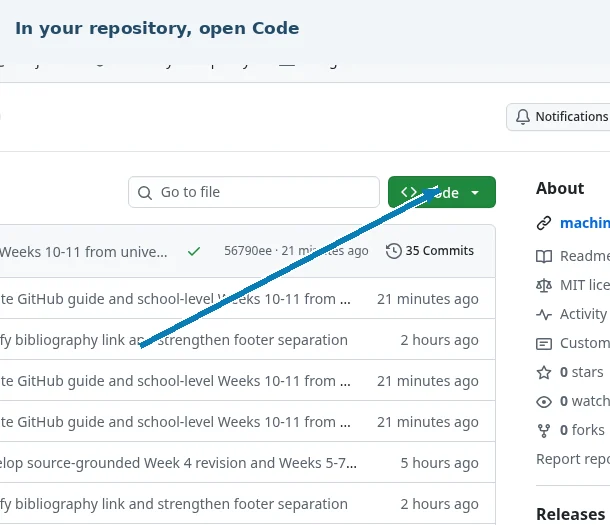 In your repository, open Code
Notifications
Go to file
About
machin
Weeks 10-11 from unive...
56790ee · 21 minutes ago
35 Commits
Readme
te GitHub guide and school-level Weeks 10-11 from ...
21 minutes ago
MIT lice
Activity
fy bibliography link and strengthen footer separation
2 hours ago
Custom
te GitHub guide and school-level Weeks 10-11 from ...
21 minutes ago
0 stars
0 watch
te GitHub guide and school-level Weeks 10-11 from ...
21 minutes ago
0 forks
elop source-grounded Week 4 revision and Weeks 5-7...
5 hours ago
Report repo
fy bibliography link and strengthen footer separation
2 hours ago
Releases